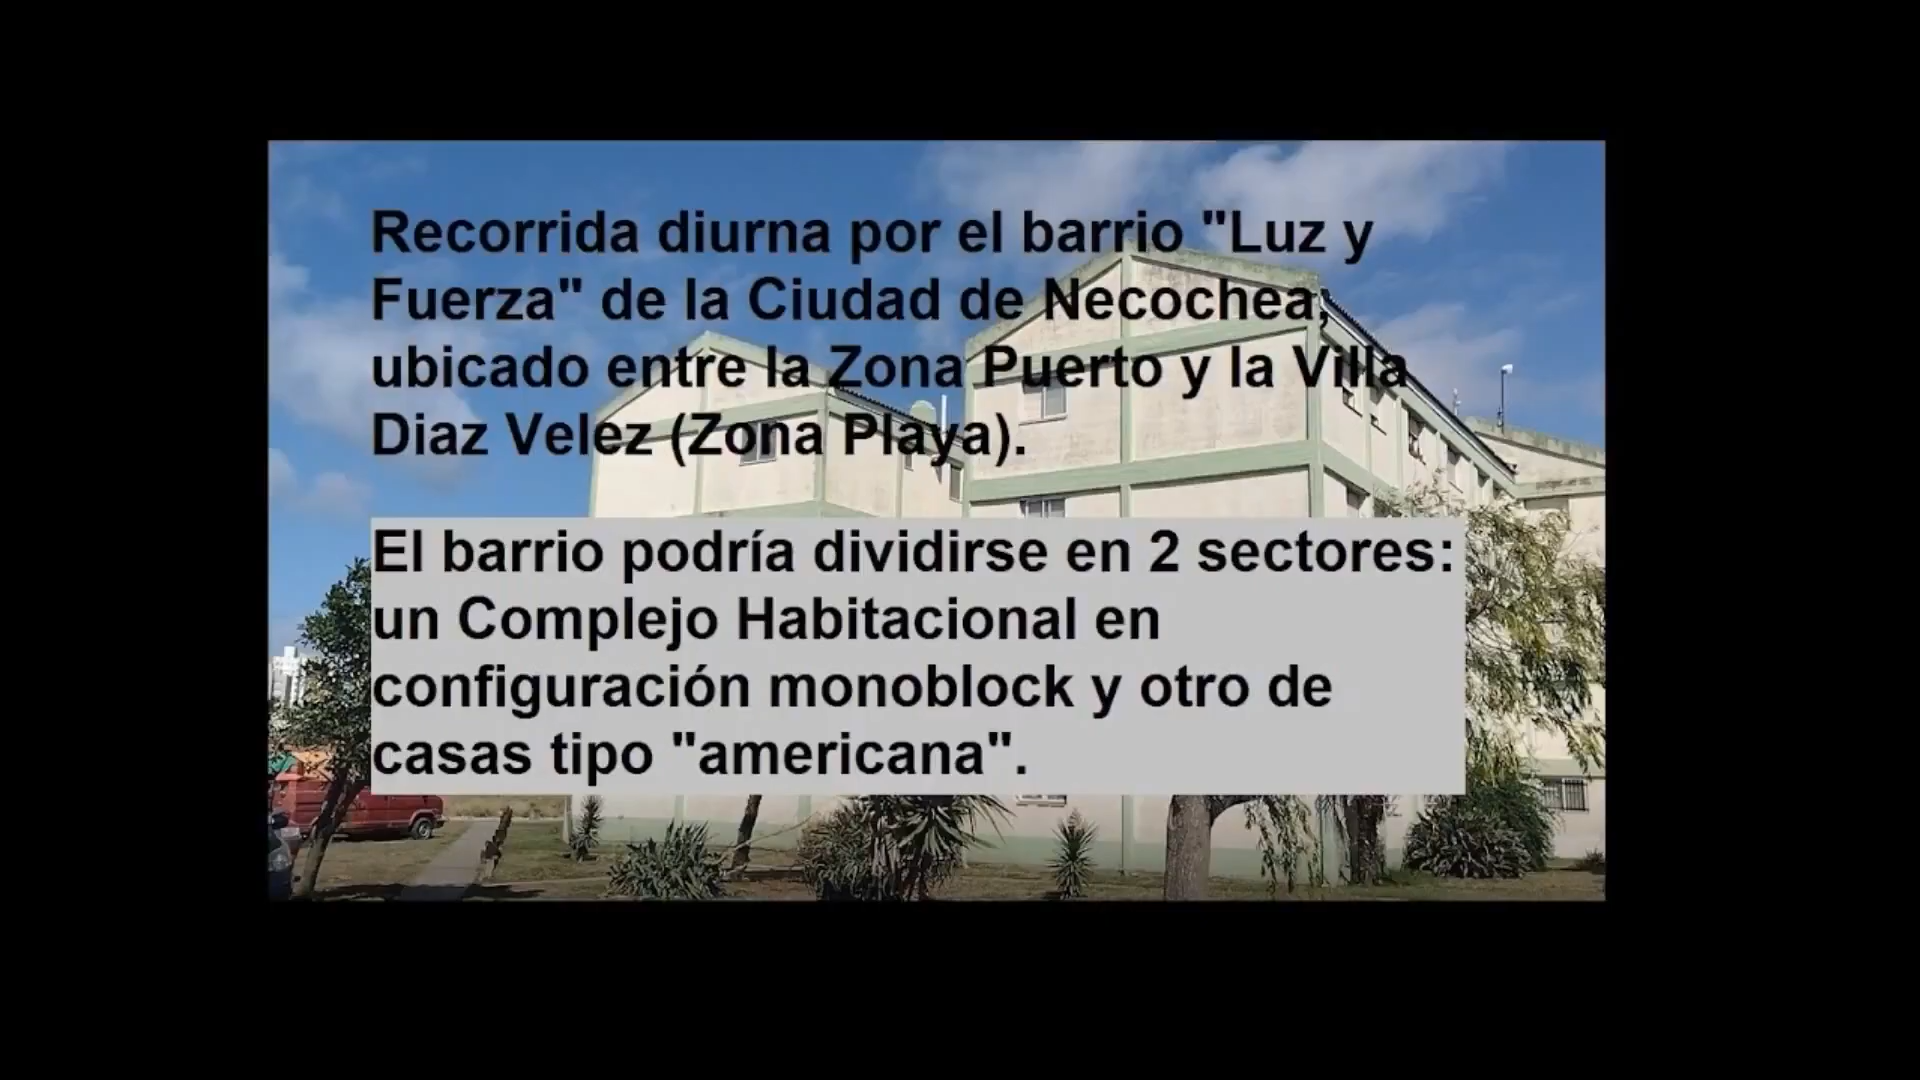 Recorrida diurna por el barrio "Luz y
Fuerza" de la Ciudad de Necochea,
ubicado entre la Zona Puerto y la Villa
Diaz Velez (Zona Playa).
El barrio podría dividirse en 2 sectores:
un Complejo Habitacional en
configuración monoblock y otro de
casas tipo "americana".